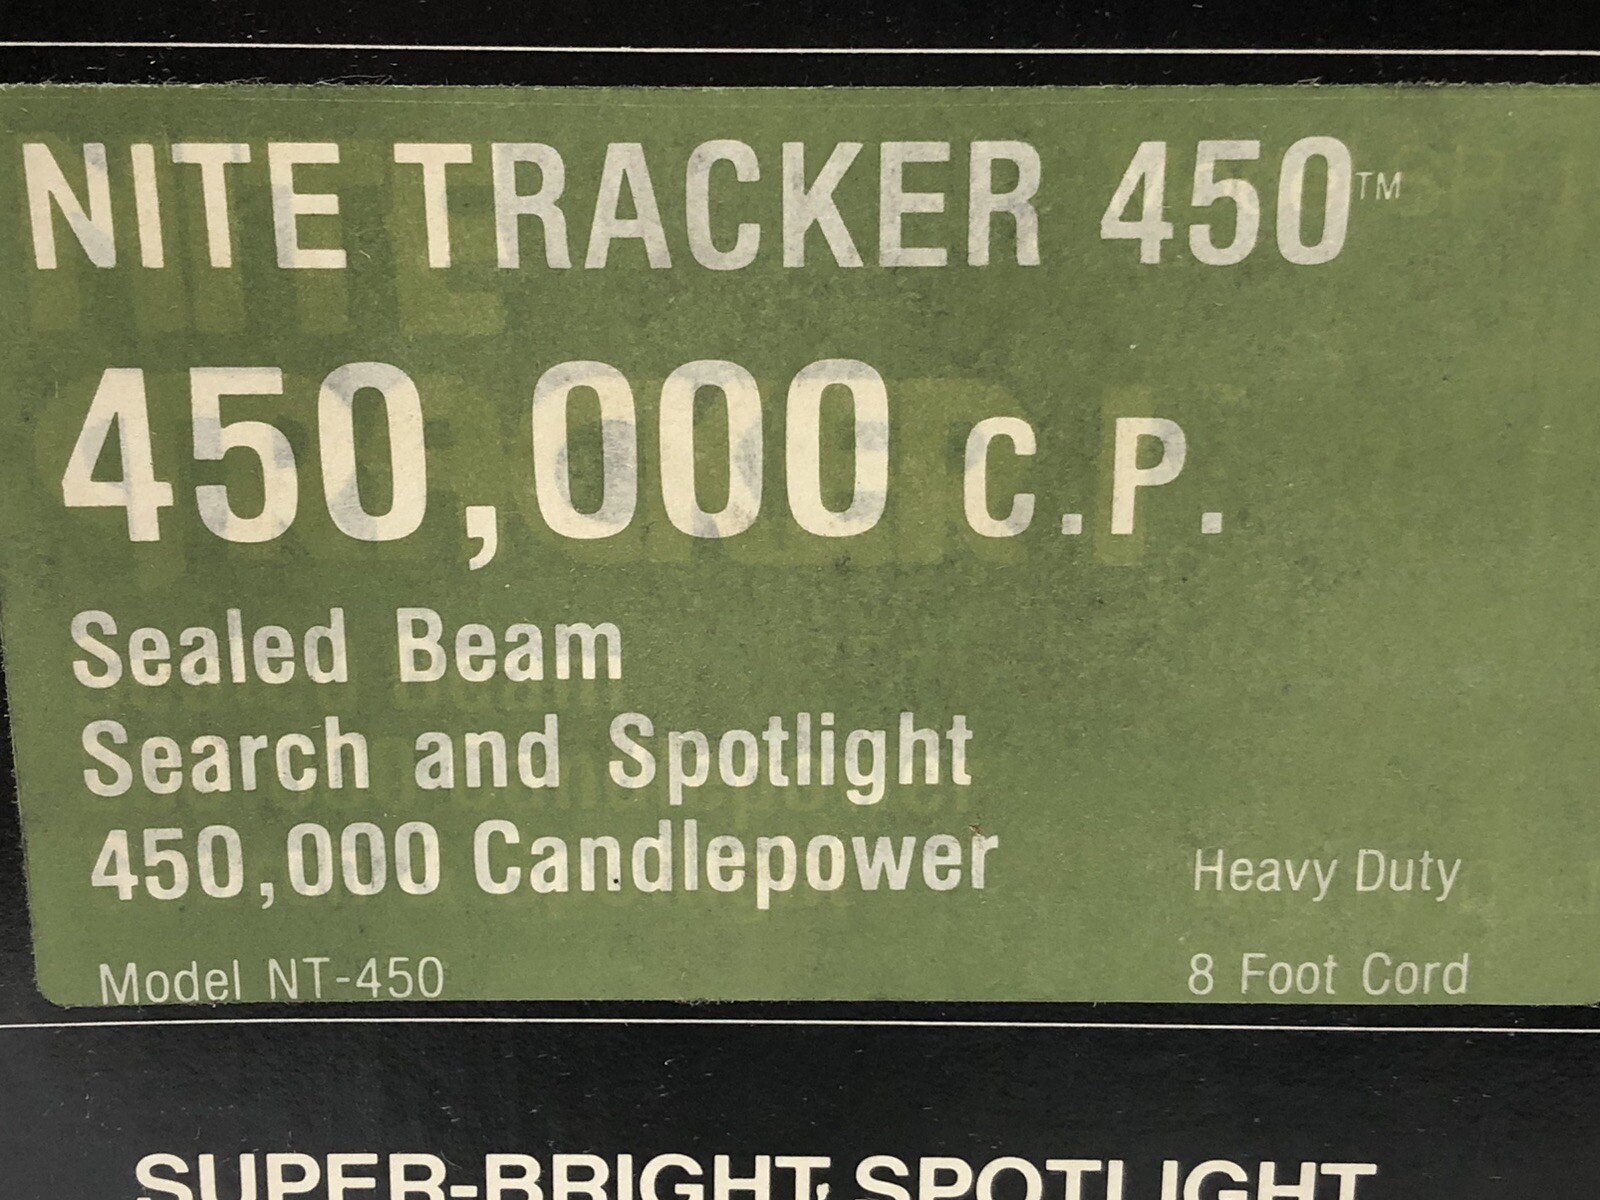 NITE TRACKER 450™
450,000 C.P.
Sealed Beam
Search and Spotlight
450,000 Candlepower
Heavy Duty
Model NT-450
8 Foot Cord
SUPER-BRIGHT SPOTLIGHT